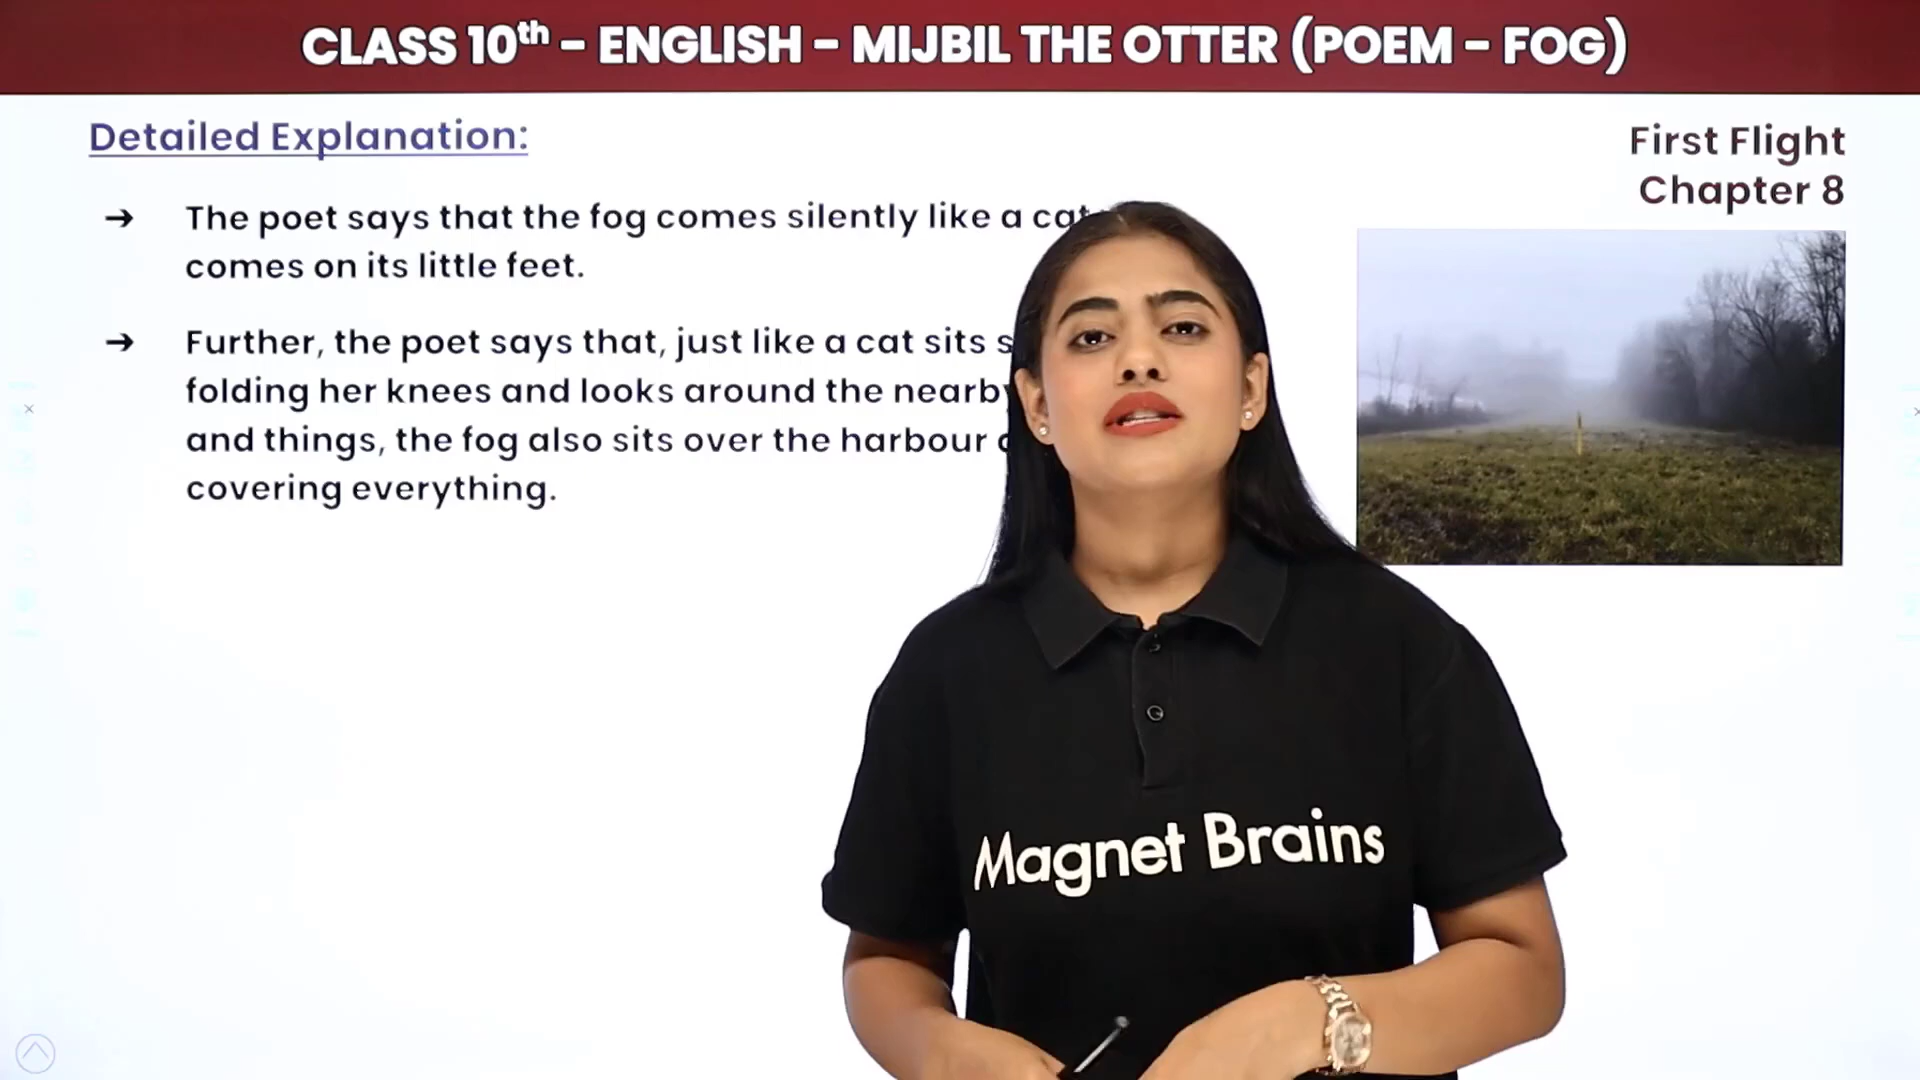 CLASS 10th – ENGLISH – MIJBIL THE OTTER (POEM – FOG)
Detailed Explanation:
First Flight
Chapter 8
➔ The poet says that the fog comes silently like a cat
comes on its little feet.
➔ Further, the poet says that, just like a cat sits
folding her knees and looks around the nearby
and things, the fog also sits over the harbour
covering everything.
Magnet Brains